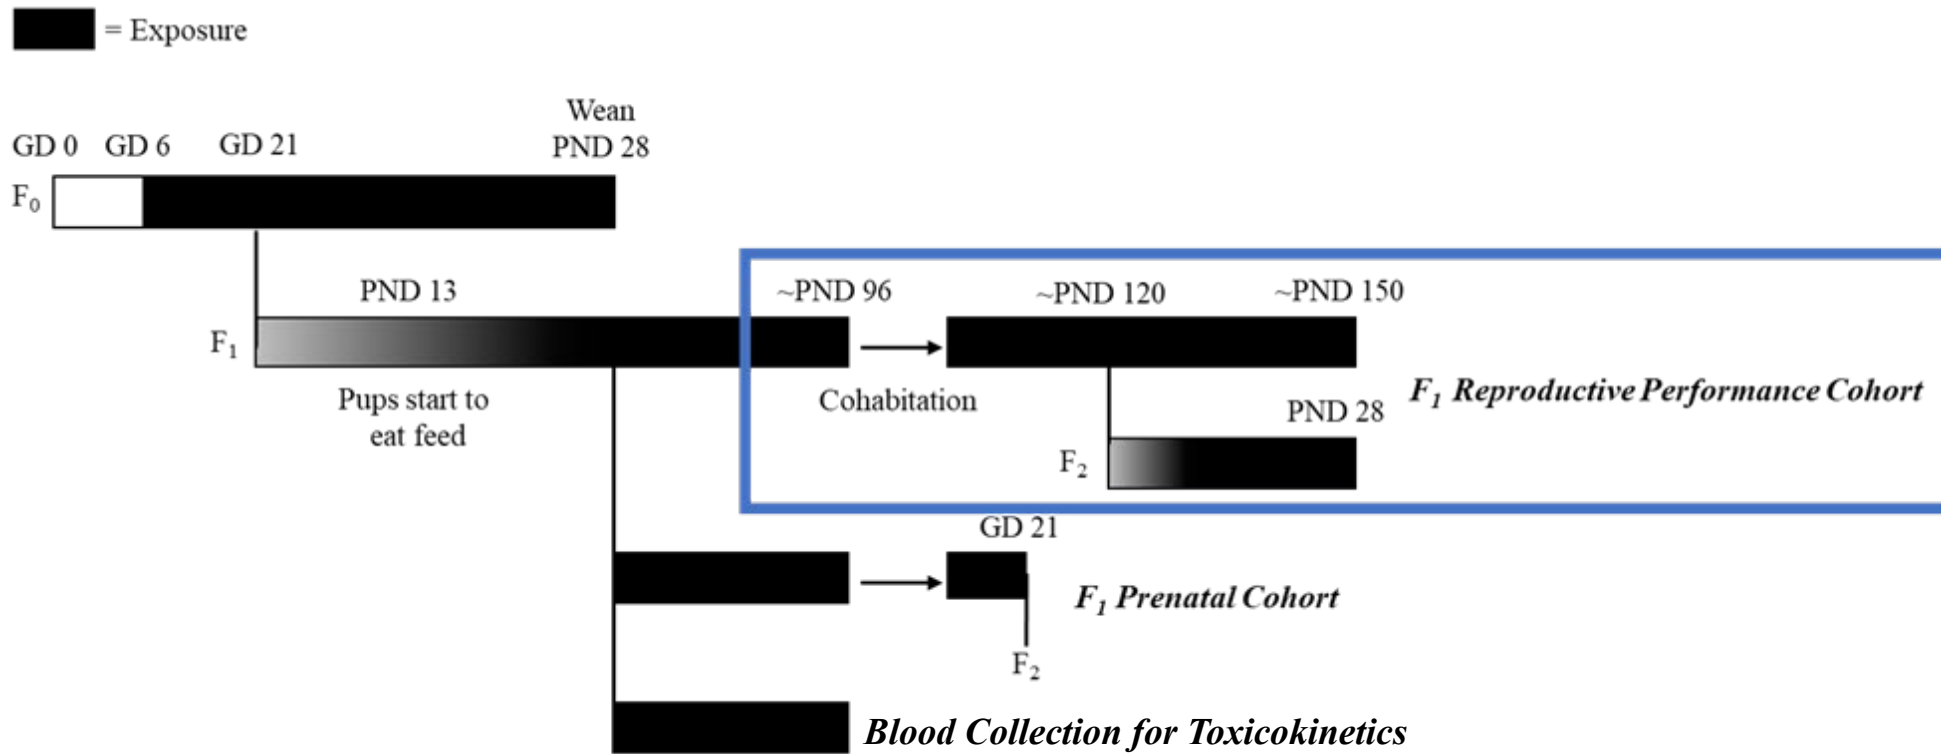 = Exposure
Wean
GD 0 GD 6 GD 21 PND 28
F₀
PND 13 ~PND 96 ~PND 120 ~PND 150
F₁
Pups start to
eat feed
Cohabitation
F₁ Reproductive Performance Cohort
PND 28
F₂
GD 21
F₁ Prenatal Cohort
F₂
Blood Collection for Toxicokinetics